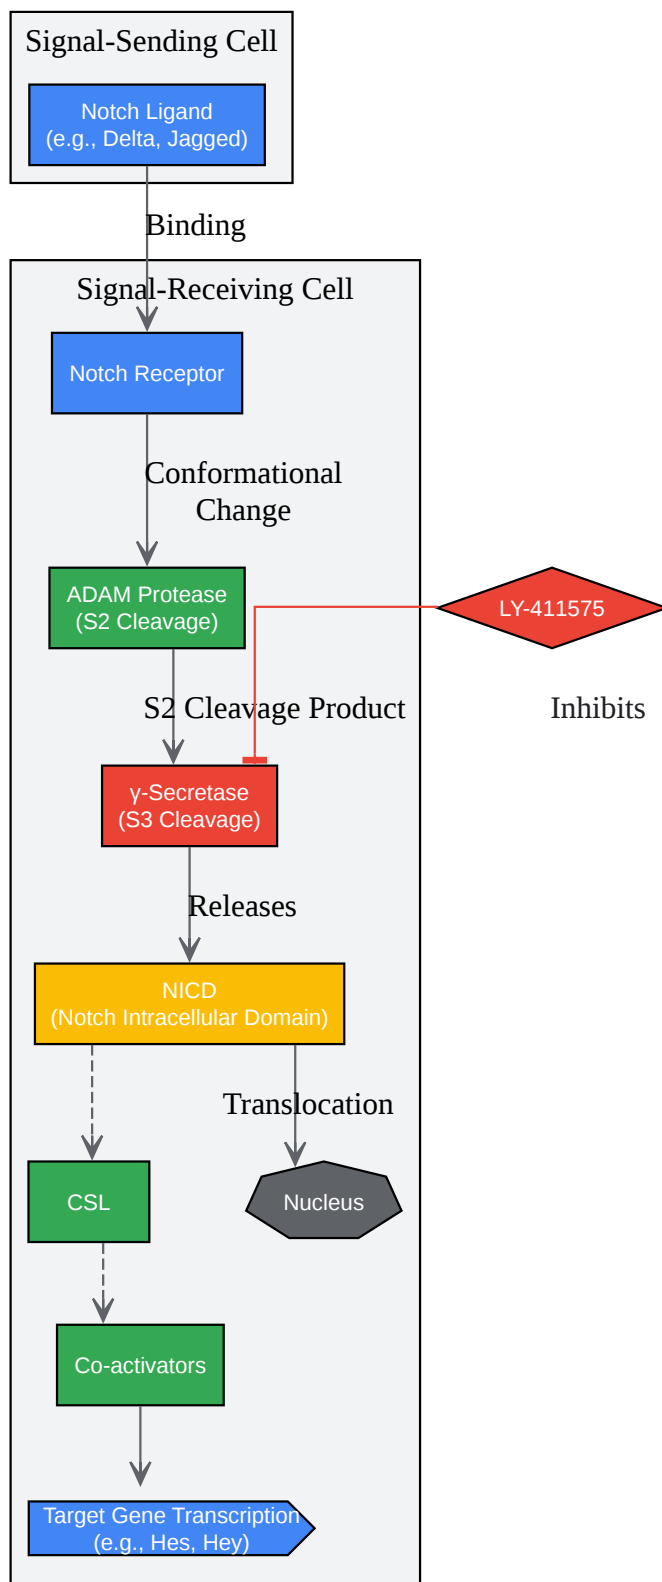 Signal-Sending Cell
Notch Ligand
(e.g., Delta, Jagged)
Binding
Signal-Receiving Cell
Notch Receptor
Conformational
Change
ADAM Protease
(S2 Cleavage)
LY-411575
S2 Cleavage Product
Inhibits
γ-Secretase
(S3 Cleavage)
Releases
NICD
(Notch Intracellular Domain)
Translocation
CSL
Nucleus
Co-activators
Target Gene Transcription
(e.g., Hes, Hey)